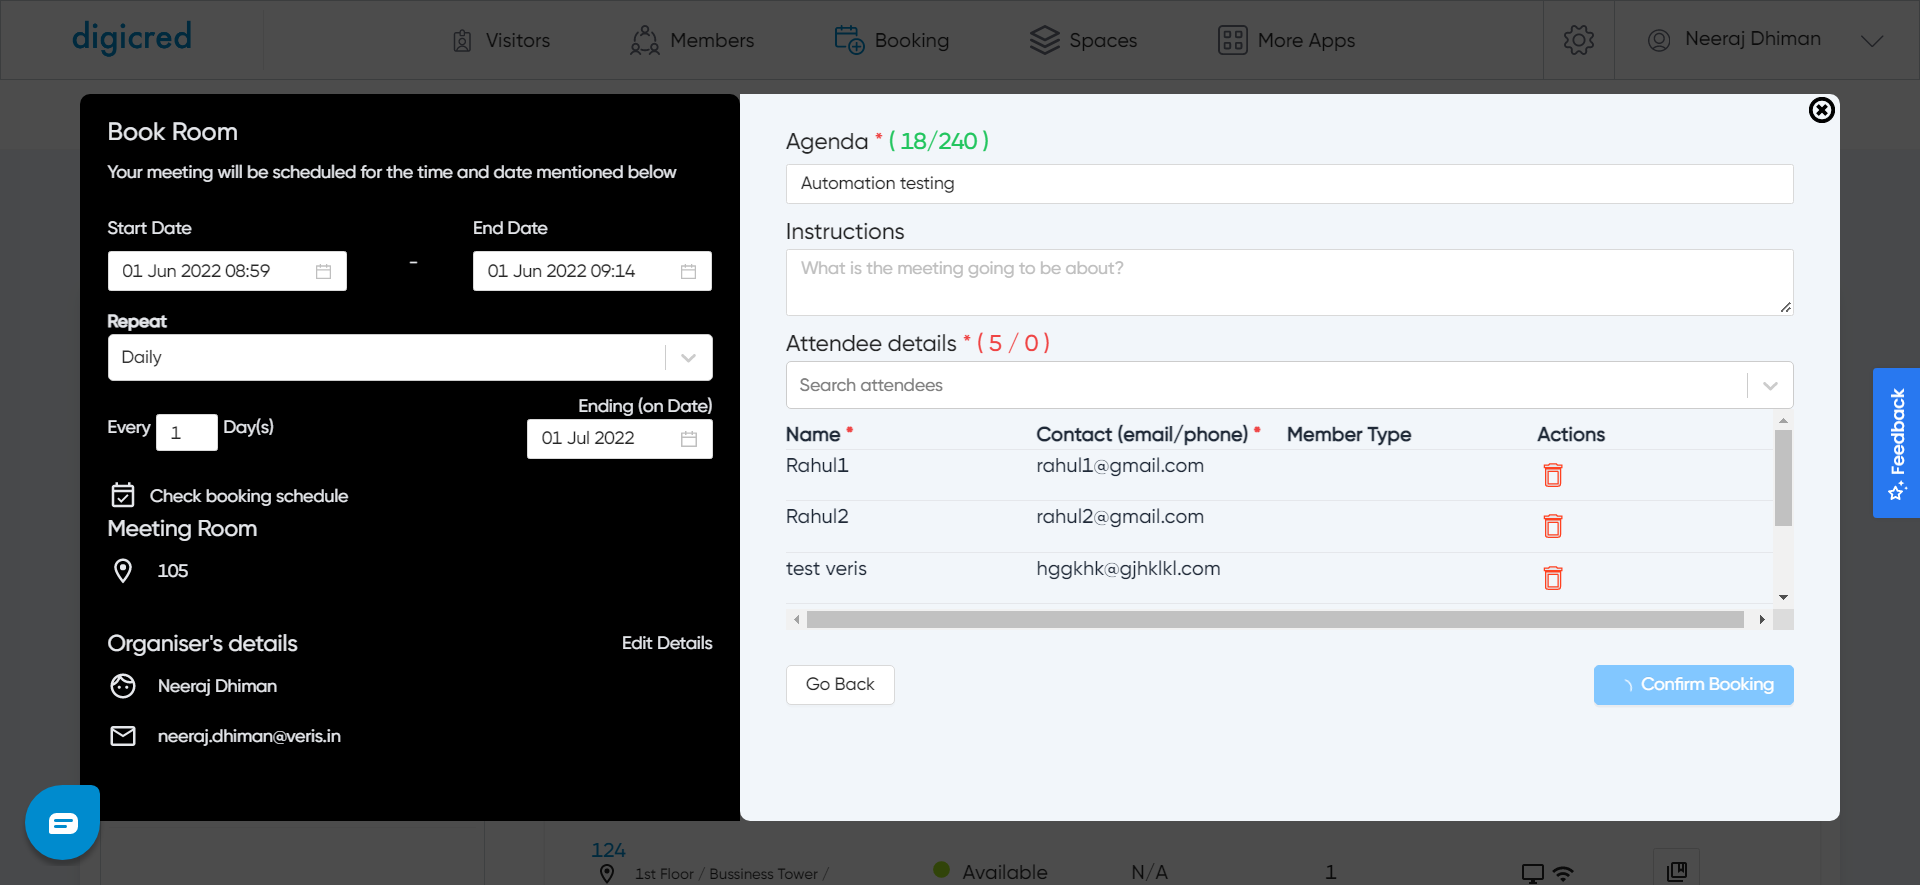 digicred
Visitors
Members
Booking
Spaces
More Apps
Neeraj Dhiman
Book Room
Your meeting will be scheduled for the time and date mentioned below
Start Date
End Date
01 Jun 2022 08:59
-
01 Jun 2022 09:14
Repeat
Daily
Every 1 Day(s)
Ending (on Date)
01 Jul 2022
Check booking schedule
Meeting Room
105
Organiser's details
Edit Details
Neeraj Dhiman
neeraj.dhiman@veris.in
Agenda * ( 18/240 )
Automation testing
Instructions
What is the meeting going to be about?
Attendee details * ( 5 / 0 )
Search attendees
Name * Contact (email/phone) * Member Type Actions
Rahul1 rahul1@gmail.com
Rahul2 rahul2@gmail.com
test veris hggkhk@gjhklkl.com
Go Back
Confirm Booking
Feedback
124
1st Floor / Bussiness Tower /
Available
N/A
1